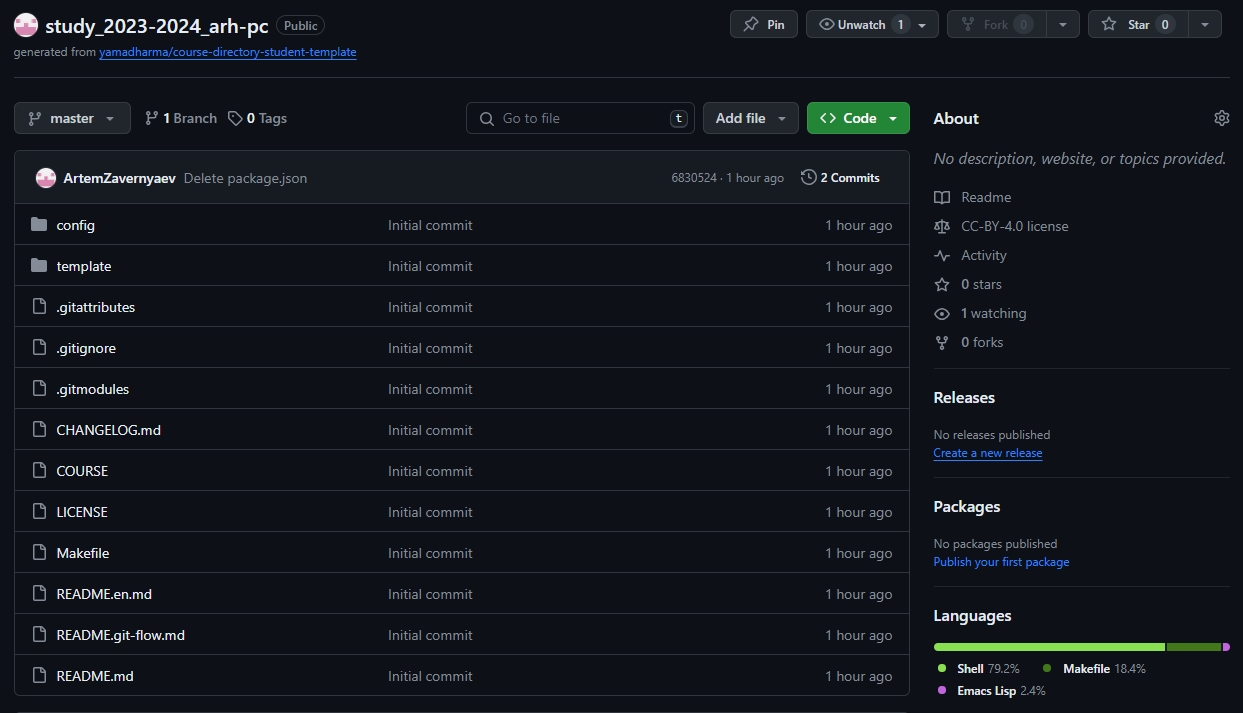 study_2023-2024_arh-pc Public Pin Unwatch 1 Fork 0 Star 0
generated from yamadharma/course-directory-student-template
master 1 Branch 0 Tags Go to file t Add file Code
ArtemZavernyaev Delete package.json 6830524 · 1 hour ago 2 Commits
config Initial commit 1 hour ago
template Initial commit 1 hour ago
.gitattributes Initial commit 1 hour ago
.gitignore Initial commit 1 hour ago
.gitmodules Initial commit 1 hour ago
CHANGELOG.md Initial commit 1 hour ago
COURSE Initial commit 1 hour ago
LICENSE Initial commit 1 hour ago
Makefile Initial commit 1 hour ago
README.en.md Initial commit 1 hour ago
README.git-flow.md Initial commit 1 hour ago
README.md Initial commit 1 hour ago
About
No description, website, or topics provided.
Readme
CC-BY-4.0 license
Activity
0 stars
1 watching
0 forks
Releases
No releases published
Create a new release
Packages
No packages published
Publish your first package
Languages
Shell 79.2% Makefile 18.4%
Emacs Lisp 2.4%